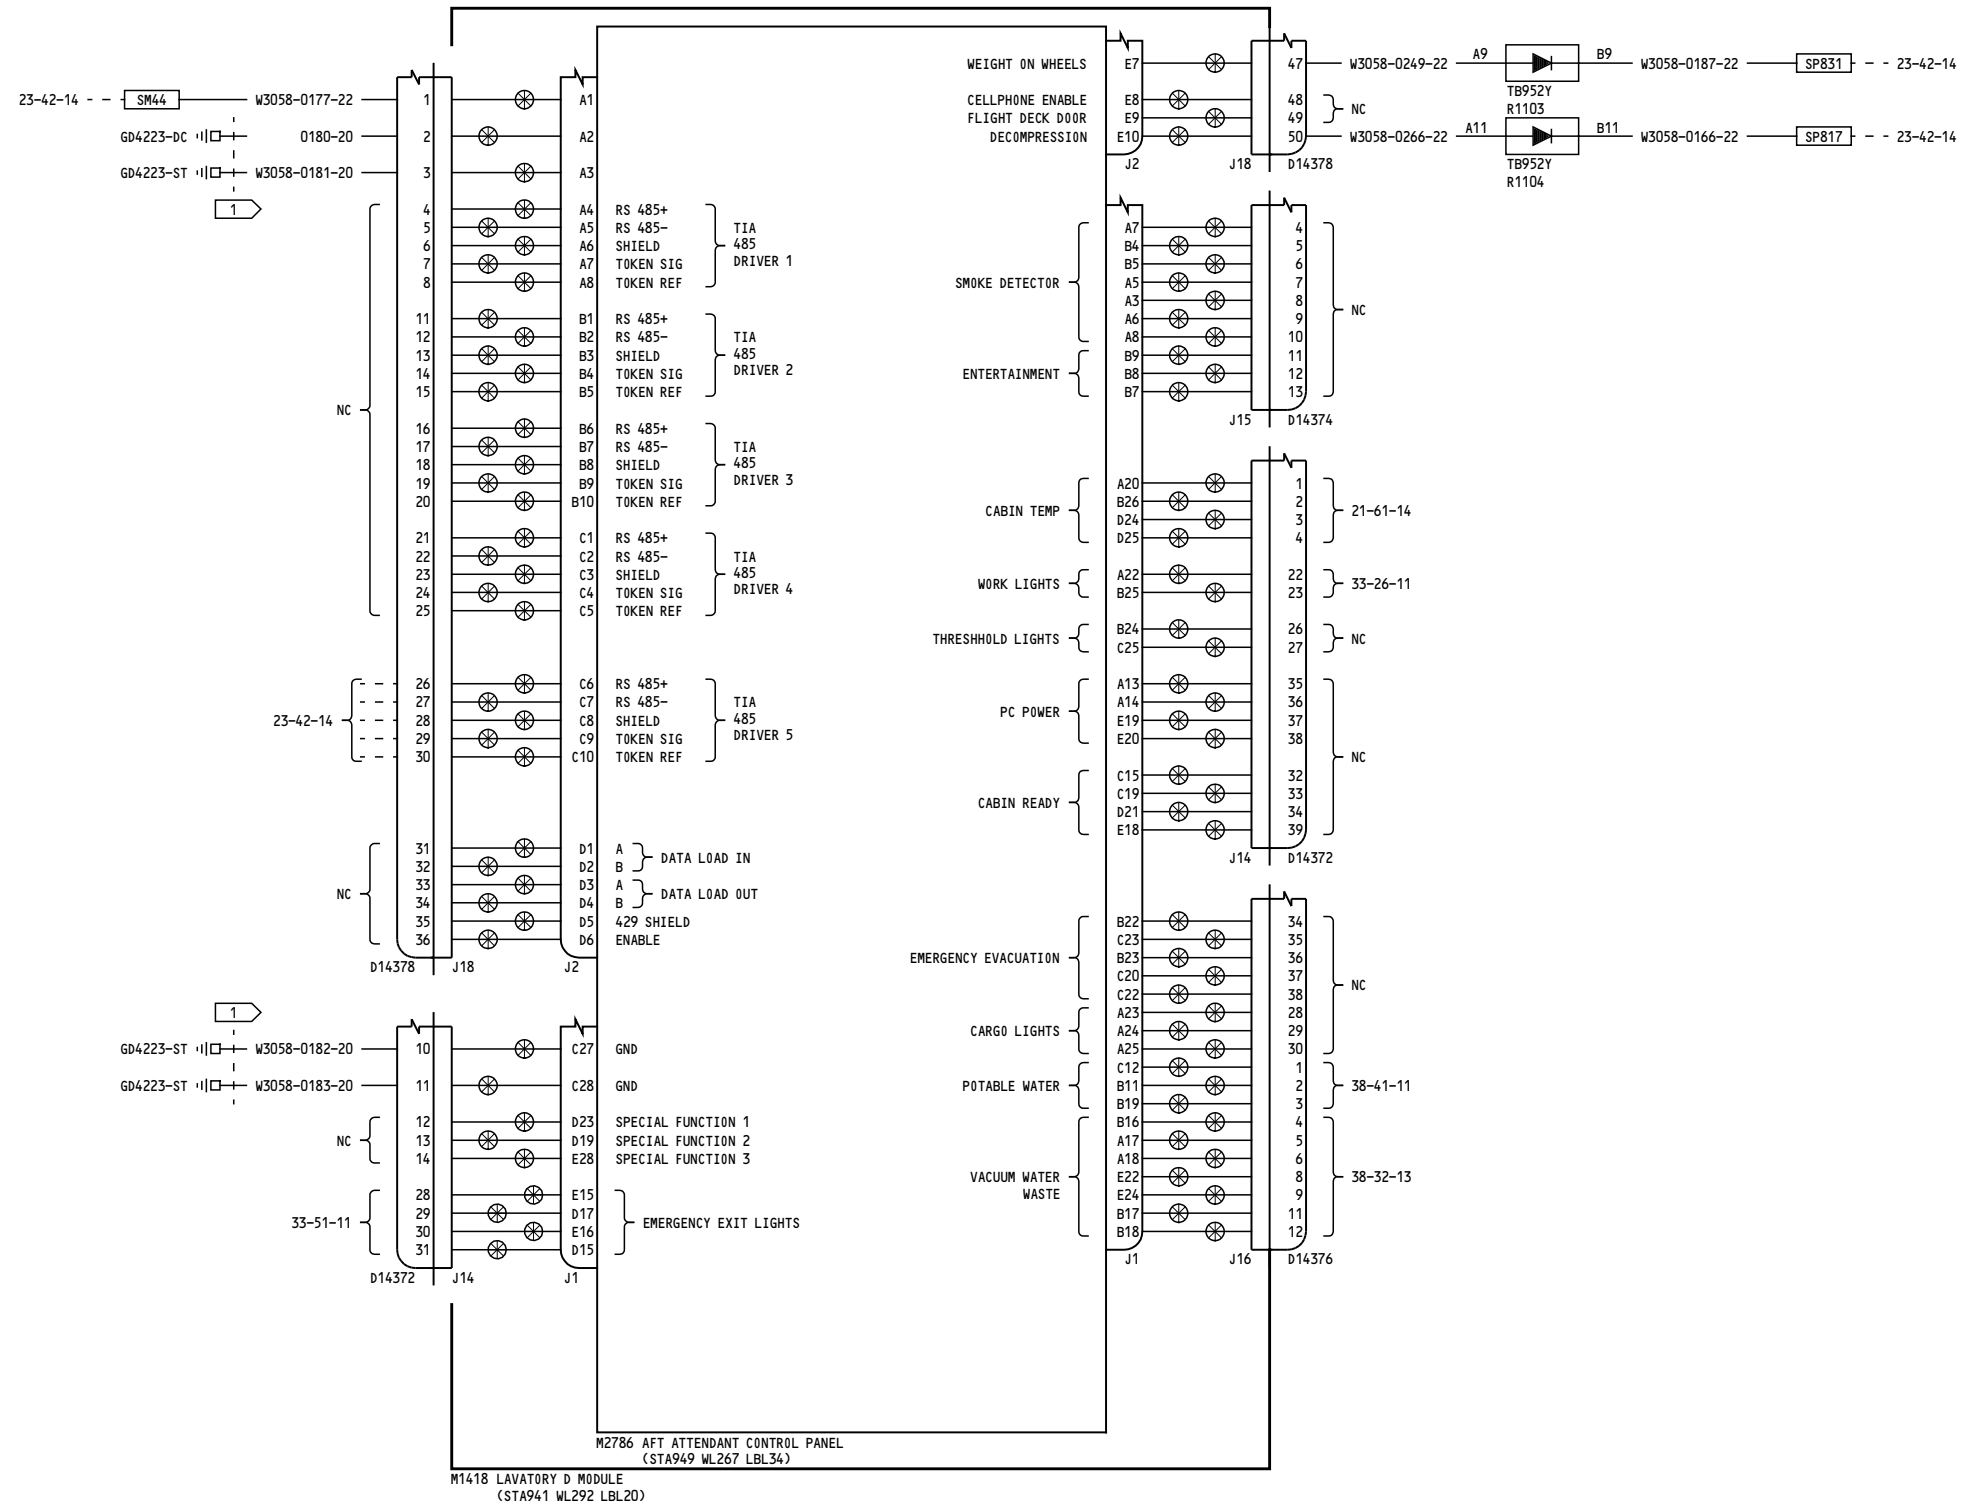 23-42-14 SM44 W3058-0177-22 1 A1
GD4223-DC 0180-20 2 A2
GD4223-ST W3058-0181-20 3 A3
1
4 A4 RS 485+
5 A5 RS 485-
6 A6 SHIELD
7 A7 TOKEN SIG
8 A8 TOKEN REF
TIA
485
DRIVER 1
11 B1 RS 485+
12 B2 RS 485-
13 B3 SHIELD
14 B4 TOKEN SIG
15 B5 TOKEN REF
TIA
485
DRIVER 2
NC
16 B6 RS 485+
17 B7 RS 485-
18 B8 SHIELD
19 B9 TOKEN SIG
20 B10 TOKEN REF
TIA
485
DRIVER 3
21 C1 RS 485+
22 C2 RS 485-
23 C3 SHIELD
24 C4 TOKEN SIG
25 C5 TOKEN REF
TIA
485
DRIVER 4
26 C6 RS 485+
27 C7 RS 485-
28 C8 SHIELD
29 C9 TOKEN SIG
30 C10 TOKEN REF
TIA
485
DRIVER 5
23-42-14
31 D1 A
32 D2 B
DATA LOAD IN
33 D3 A
34 D4 B
DATA LOAD OUT
NC
35 D5 429 SHIELD
36 D6 ENABLE
D14378 J18 J2
1
GD4223-ST W3058-0182-20 10 C27 GND
GD4223-ST W3058-0183-20 11 C28 GND
12 D23 SPECIAL FUNCTION 1
NC 13 D19 SPECIAL FUNCTION 2
14 E28 SPECIAL FUNCTION 3
28 E15
29 D17
33-51-11 EMERGENCY EXIT LIGHTS
30 E16
31 D15
D14372 J14 J1
WEIGHT ON WHEELS E7 47 W3058-0249-22 A9 B9 W3058-0187-22 SP831 23-42-14
TB952Y
R1103
CELLPHONE ENABLE E8 48
FLIGHT DECK DOOR E9 49
NC
DECOMPRESSION E10 50 W3058-0266-22 A11 B11 W3058-0166-22 SP817 23-42-14
J2 J18 D14378
TB952Y
R1104
A7 4
B4 5
B5 6
SMOKE DETECTOR A5 7
A3 8
NC
A6 9
A8 10
B9 11
ENTERTAINMENT B8 12
B7 13
J15 D14374
A20 1
B26 2
CABIN TEMP 21-61-14
D24 3
D25 4
A22 22
WORK LIGHTS 33-26-11
B25 23
B24 26
THRESHHOLD LIGHTS NC
C25 27
A13 35
A14 36
PC POWER
E19 37
E20 38
NC
C15 32
C19 33
CABIN READY
D21 34
E18 39
J14 D14372
B22 34
C23 35
EMERGENCY EVACUATION B23 36
C20 37
NC
C22 38
A23 28
CARGO LIGHTS A24 29
A25 30
C12 1
POTABLE WATER B11 2 38-41-11
B19 3
B16 4
A17 5
A18 6
VACUUM WATER E22 8 38-32-13
WASTE E24 9
B17 11
B18 12
J1 J16 D14376
M2786 AFT ATTENDANT CONTROL PANEL
(STA949 WL267 LBL34)
M1418 LAVATORY D MODULE
(STA941 WL292 LBL20)